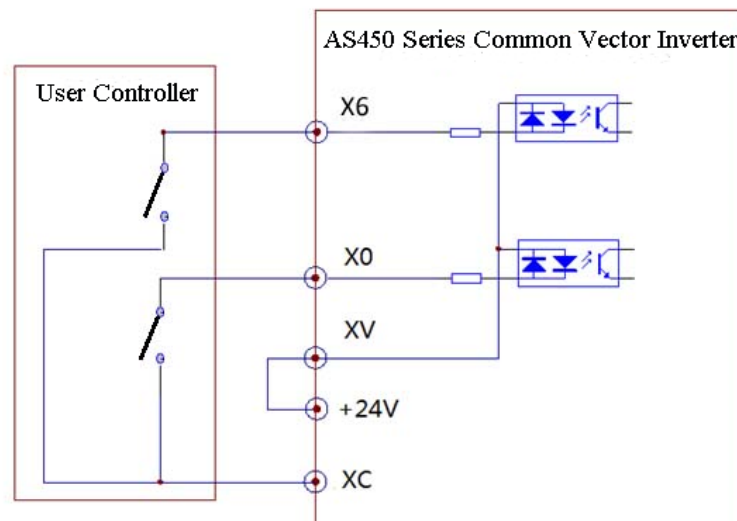 AS450 Series Common Vector Inverter
User Controller
X6
X0
XV
+24V
XC